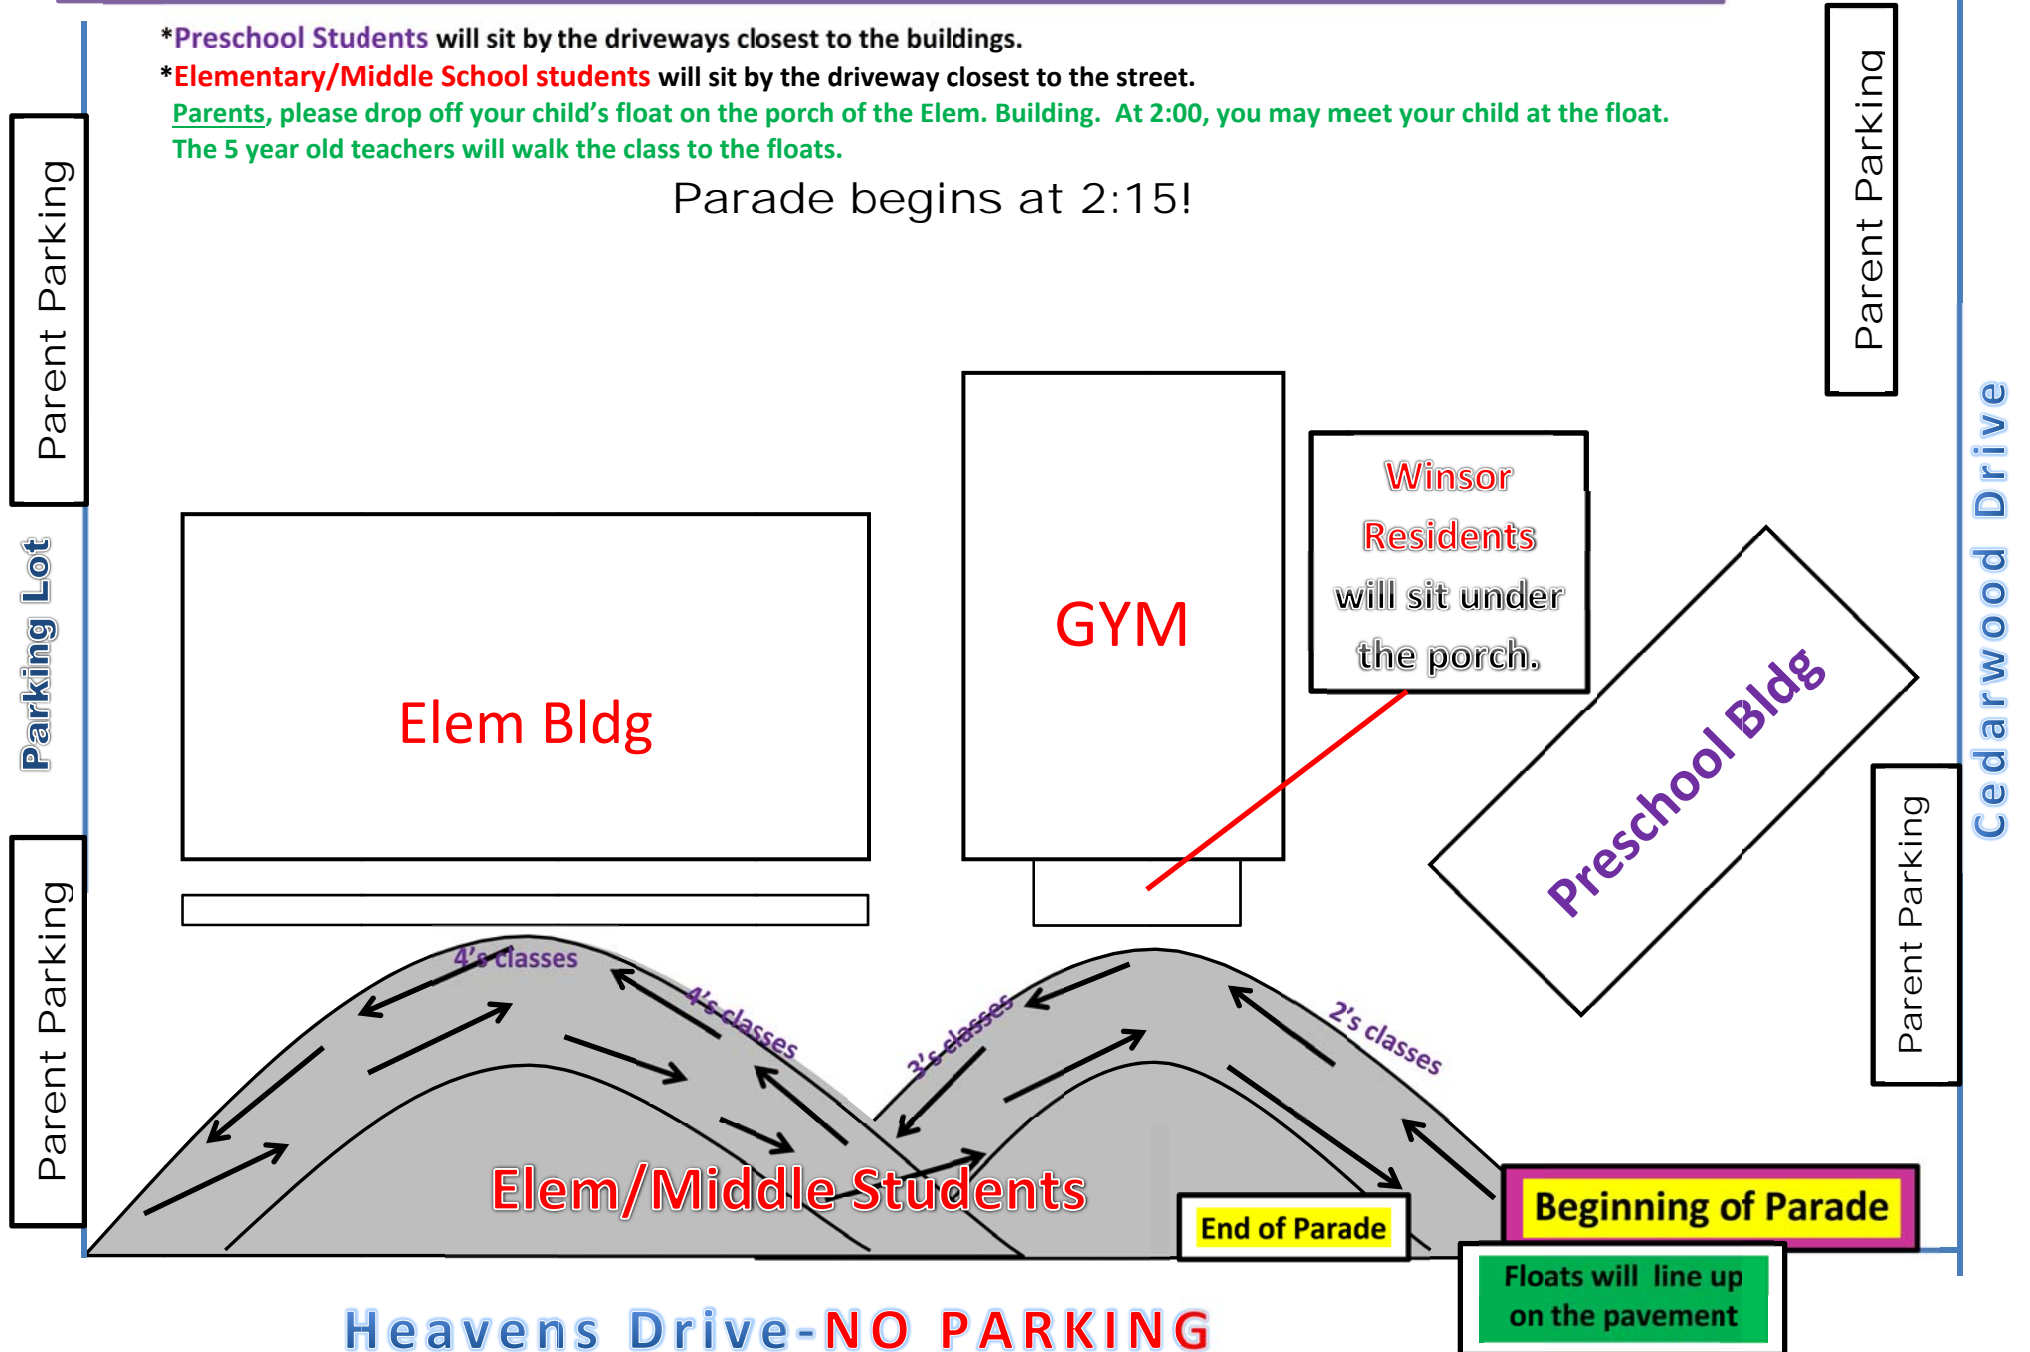 *Preschool Students will sit by the driveways closest to the buildings.
*Elementary/Middle School students will sit by the driveway closest to the street.
Parents, please drop off your child's float on the porch of the Elem. Building.  At 2:00, you may meet your child at the float.
The 5 year old teachers will walk the class to the floats.
Parade begins at 2:15!
Parent Parking
Parent Parking
Parking Lot
Parent Parking
Cedarwood Drive
Parent Parking
Elem Bldg
GYM
Winsor
Residents
will sit under
the porch.
Preschool Bldg
4's classes
4's classes
3's classes
2's classes
Elem/Middle Students
End of Parade
Beginning of Parade
Floats will line up
on the pavement
Heavens Drive-NO PARKING